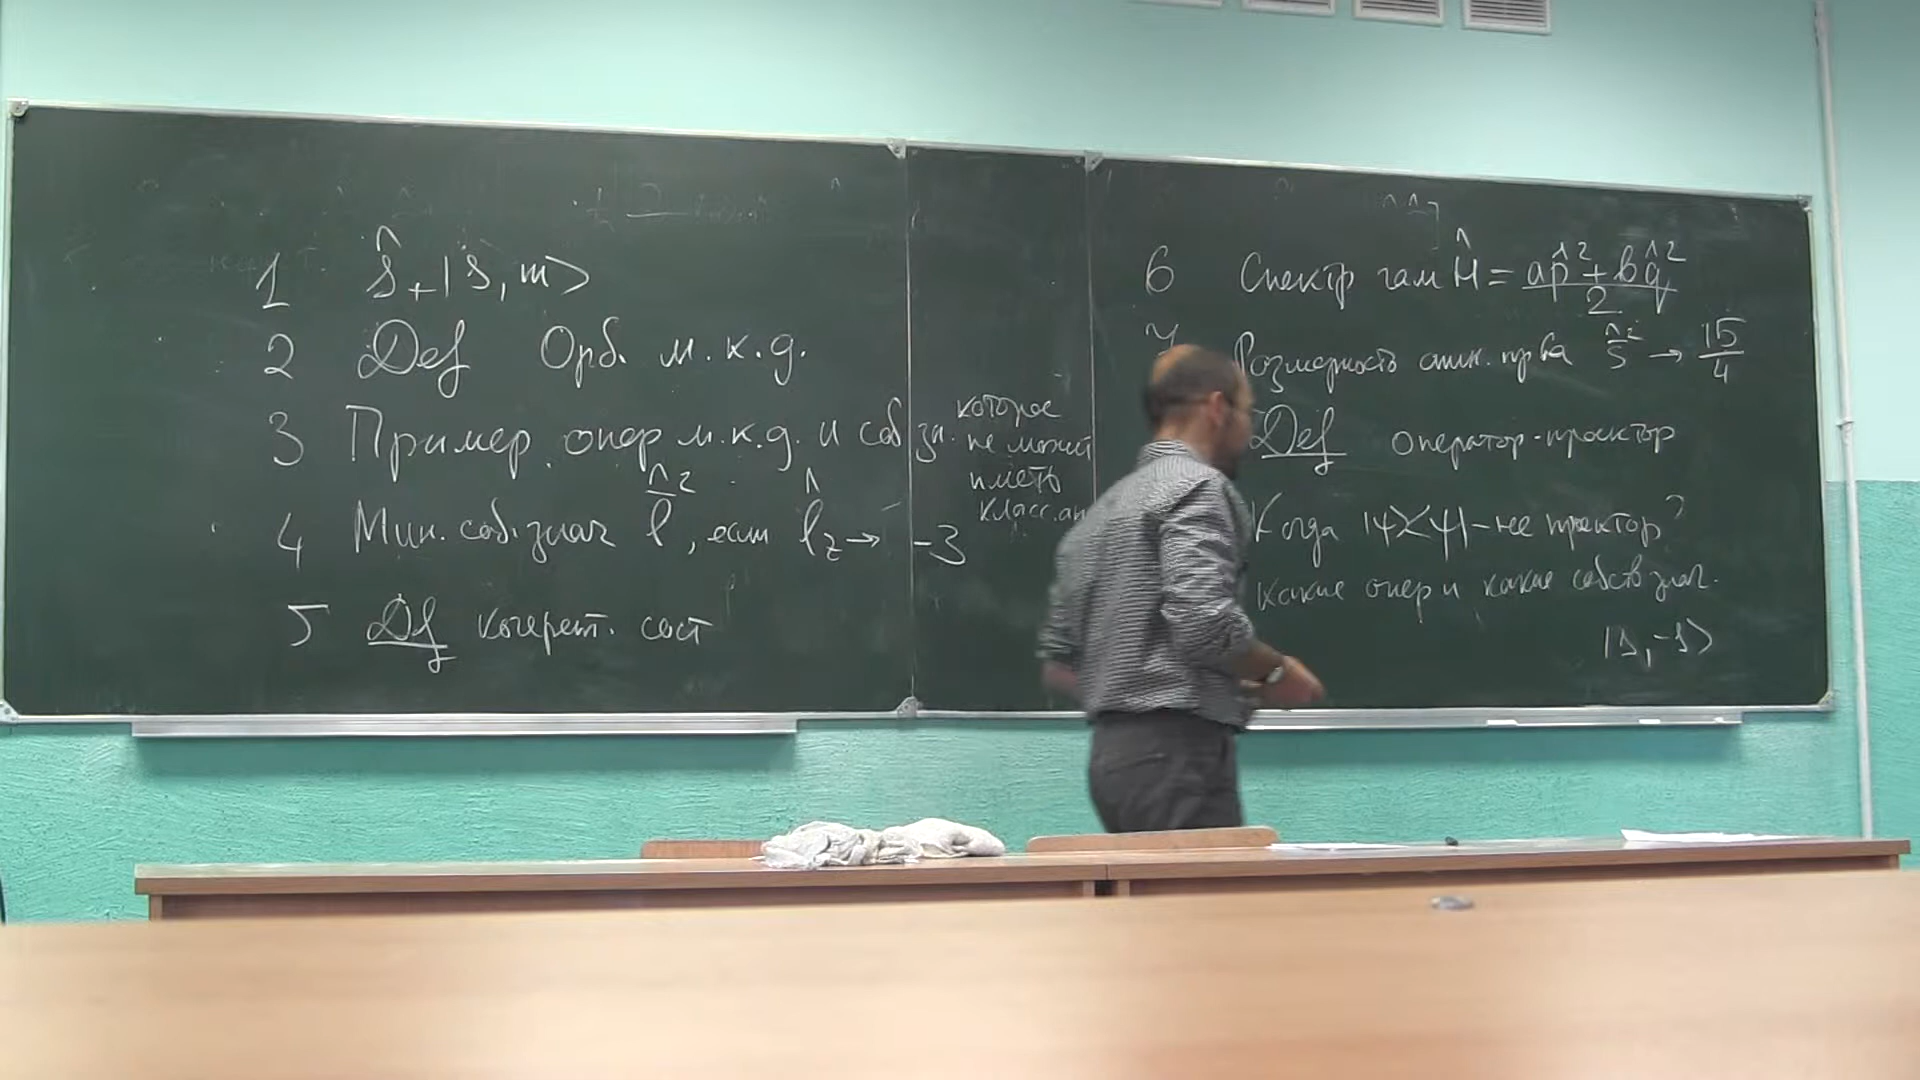 1 ŝ₊|s, m>
2 Def Орб. м.к.д.
3 Пример опер м.к.д. и соб зн. которое
не может
иметь
класс. ан
4 Мин. соб. знач l̂², если l̂z → -3
5 Def когерент. сост
6 Спектр гам Ĥ = (ap̂² + bq̂²)/2
7 Размерность отк. пр ва ŝ² → 15/4
Def оператор-проектор
Когда |ψ><ψ| - не проектор?
Какие опер и какие собств знач.
|s, -s>